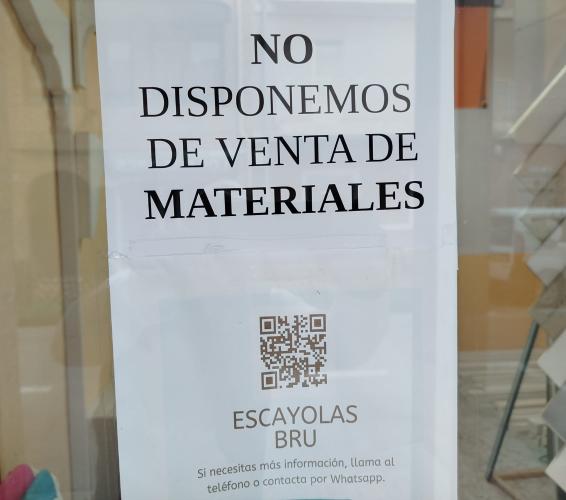 NO
DISPONEMOS
DE VENTA DE
MATERIALES
ESCAYOLAS
BRU
Si necesitas más información, llama al
teléfono o contacta por Whatsapp.